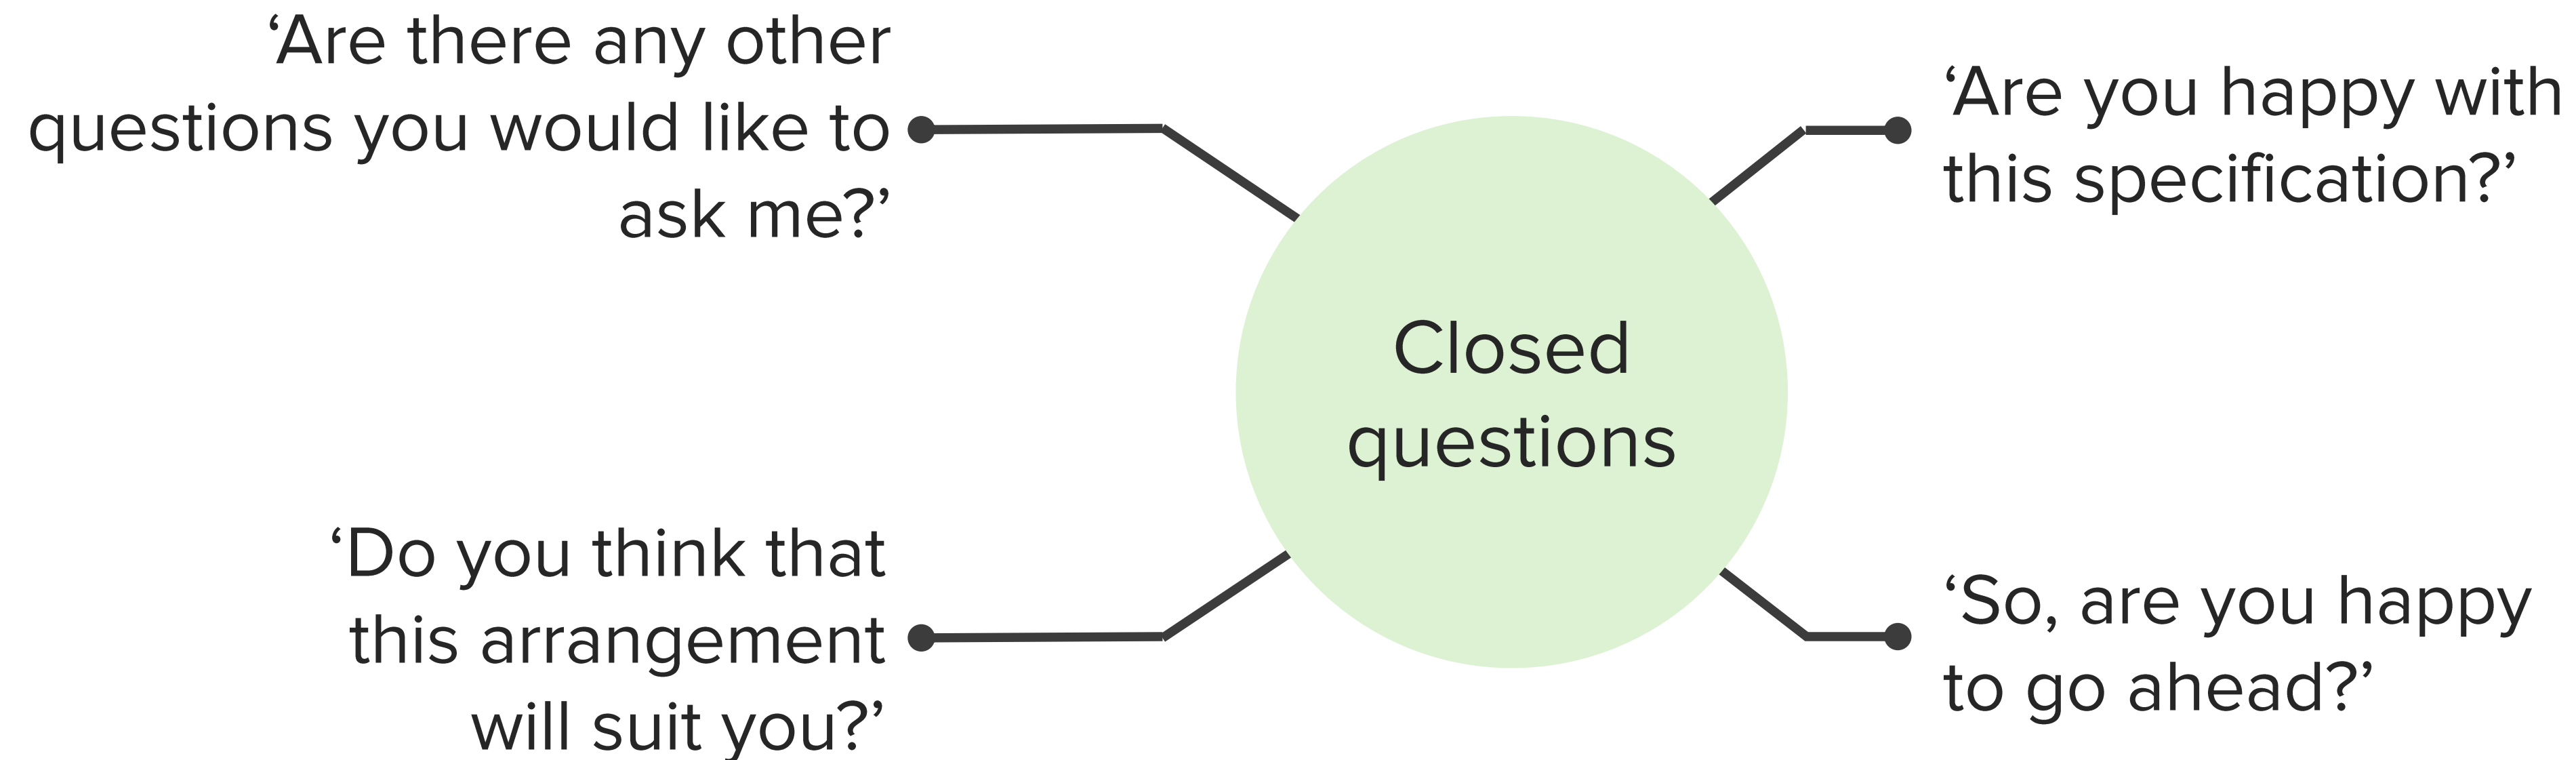 ‘Are there any other
questions you would like to
ask me?’
‘Are you happy with
this specification?’
Closed
questions
‘Do you think that
this arrangement
will suit you?’
‘So, are you happy
to go ahead?’